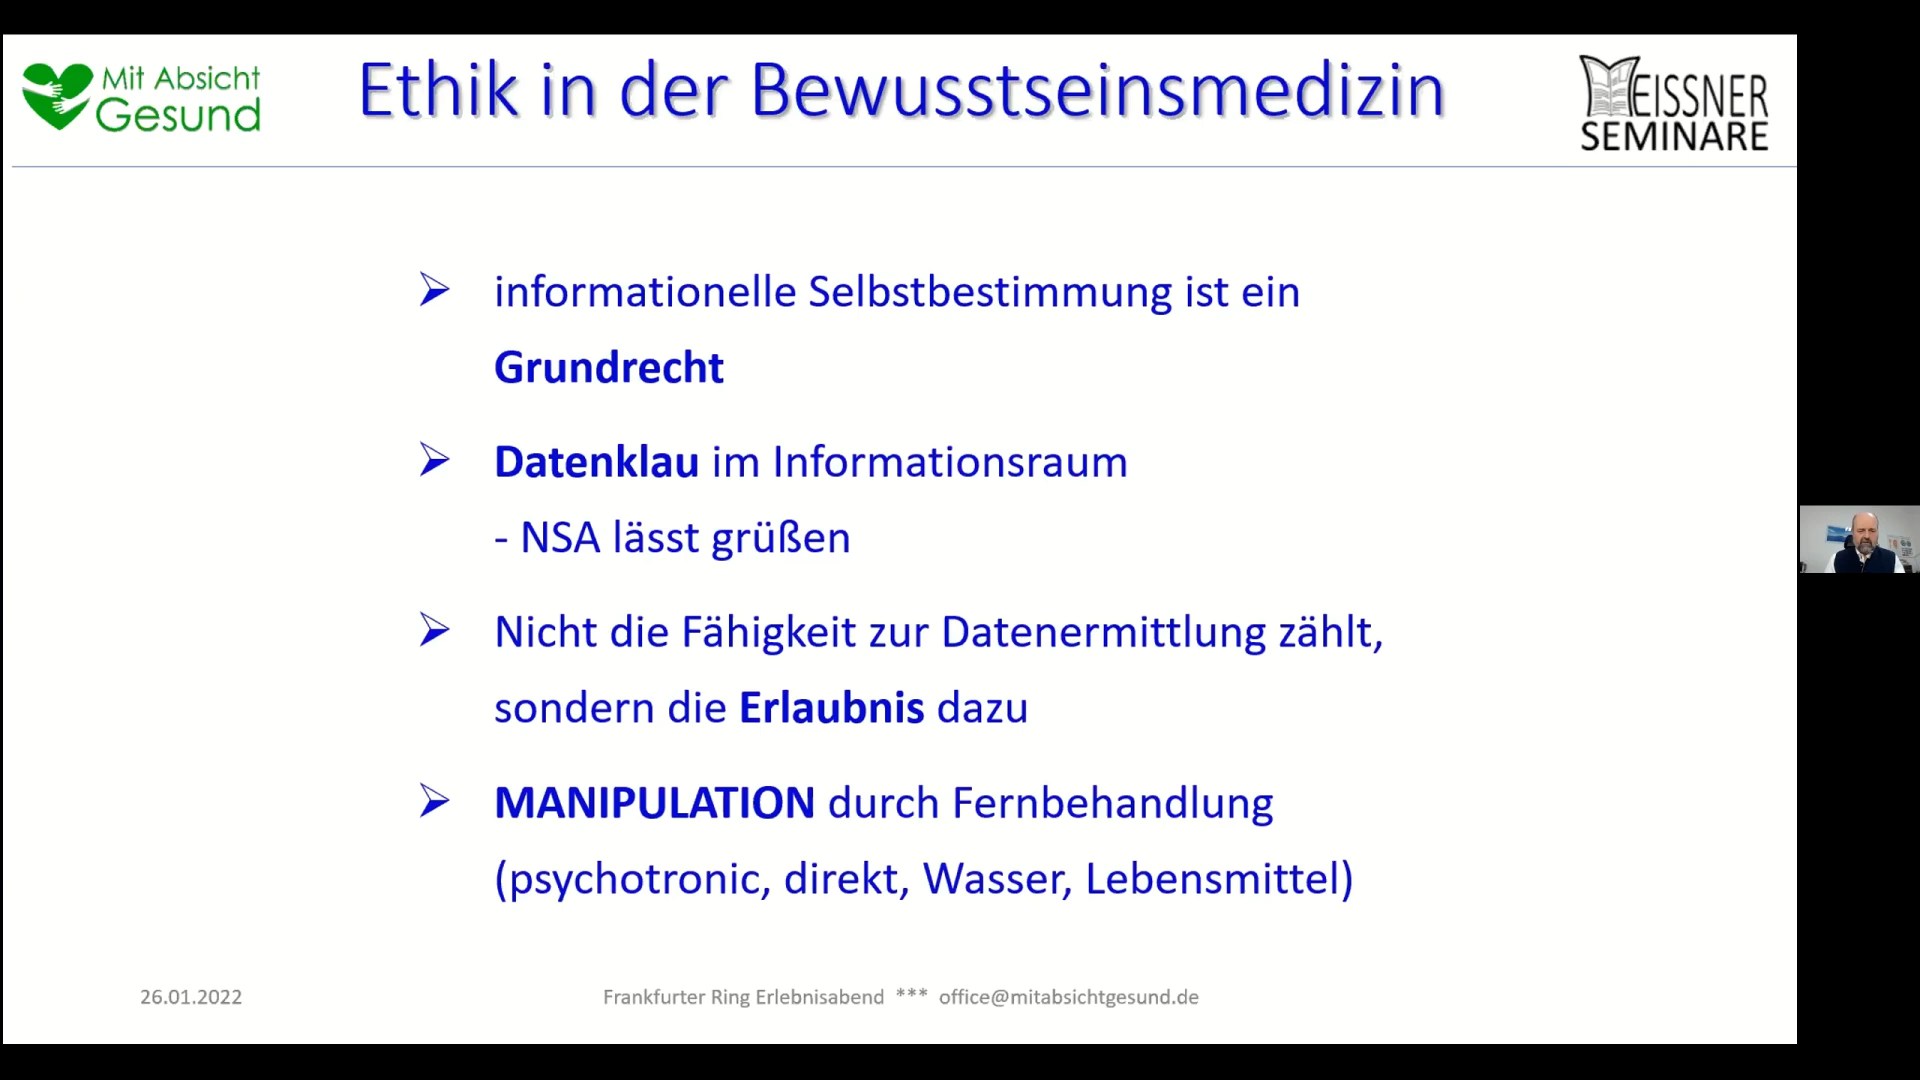 Mit Absicht
Gesund
Ethik in der Bewusstseinsmedizin
MEISSNER
SEMINARE
➢ informationelle Selbstbestimmung ist ein
Grundrecht
➢ Datenklau im Informationsraum
- NSA lässt grüßen
➢ Nicht die Fähigkeit zur Datenermittlung zählt,
sondern die Erlaubnis dazu
➢ MANIPULATION durch Fernbehandlung
(psychotronic, direkt, Wasser, Lebensmittel)
26.01.2022
Frankfurter Ring Erlebnisabend *** office@mitabsichtgesund.de